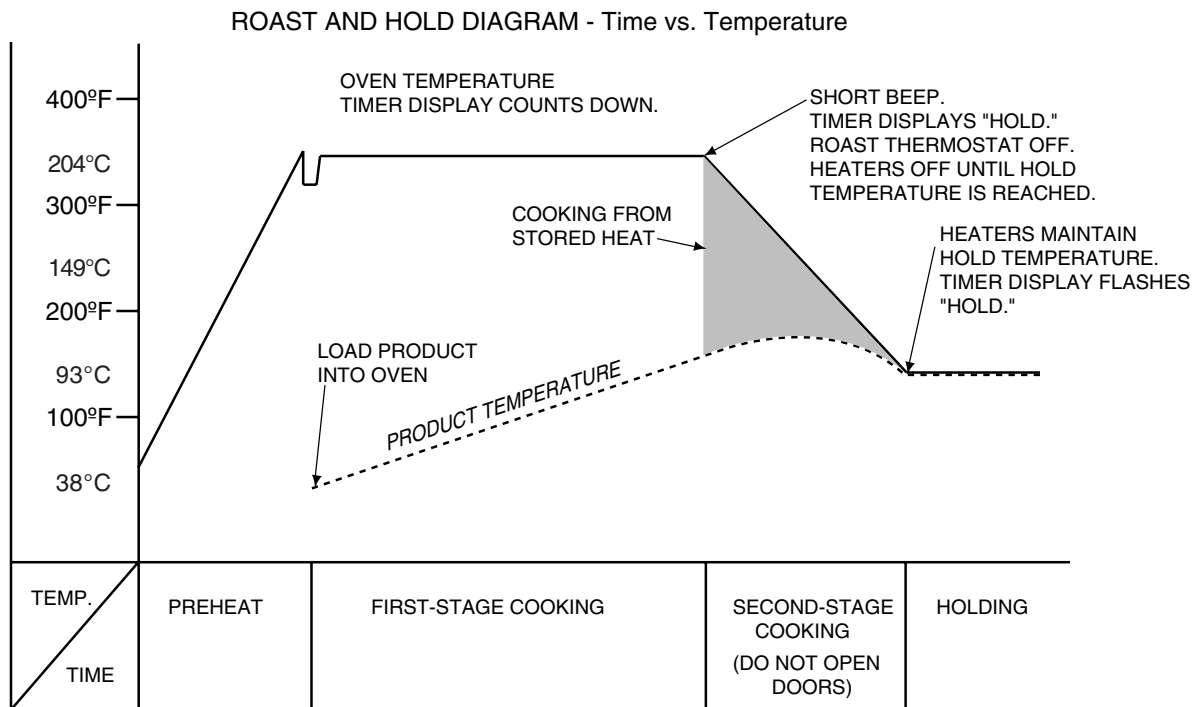 ROAST AND HOLD DIAGRAM - Time vs. Temperature
400ºF
204°C
300ºF
149°C
200ºF
93°C
100ºF
38°C
OVEN TEMPERATURE
TIMER DISPLAY COUNTS DOWN.
SHORT BEEP.
TIMER DISPLAYS "HOLD."
ROAST THERMOSTAT OFF.
HEATERS OFF UNTIL HOLD
TEMPERATURE IS REACHED.
COOKING FROM
STORED HEAT
HEATERS MAINTAIN
HOLD TEMPERATURE.
TIMER DISPLAY FLASHES
"HOLD."
LOAD PRODUCT
INTO OVEN
PRODUCT TEMPERATURE
TEMP.
TIME
PREHEAT
FIRST-STAGE COOKING
SECOND-STAGE
COOKING
(DO NOT OPEN
DOORS)
HOLDING